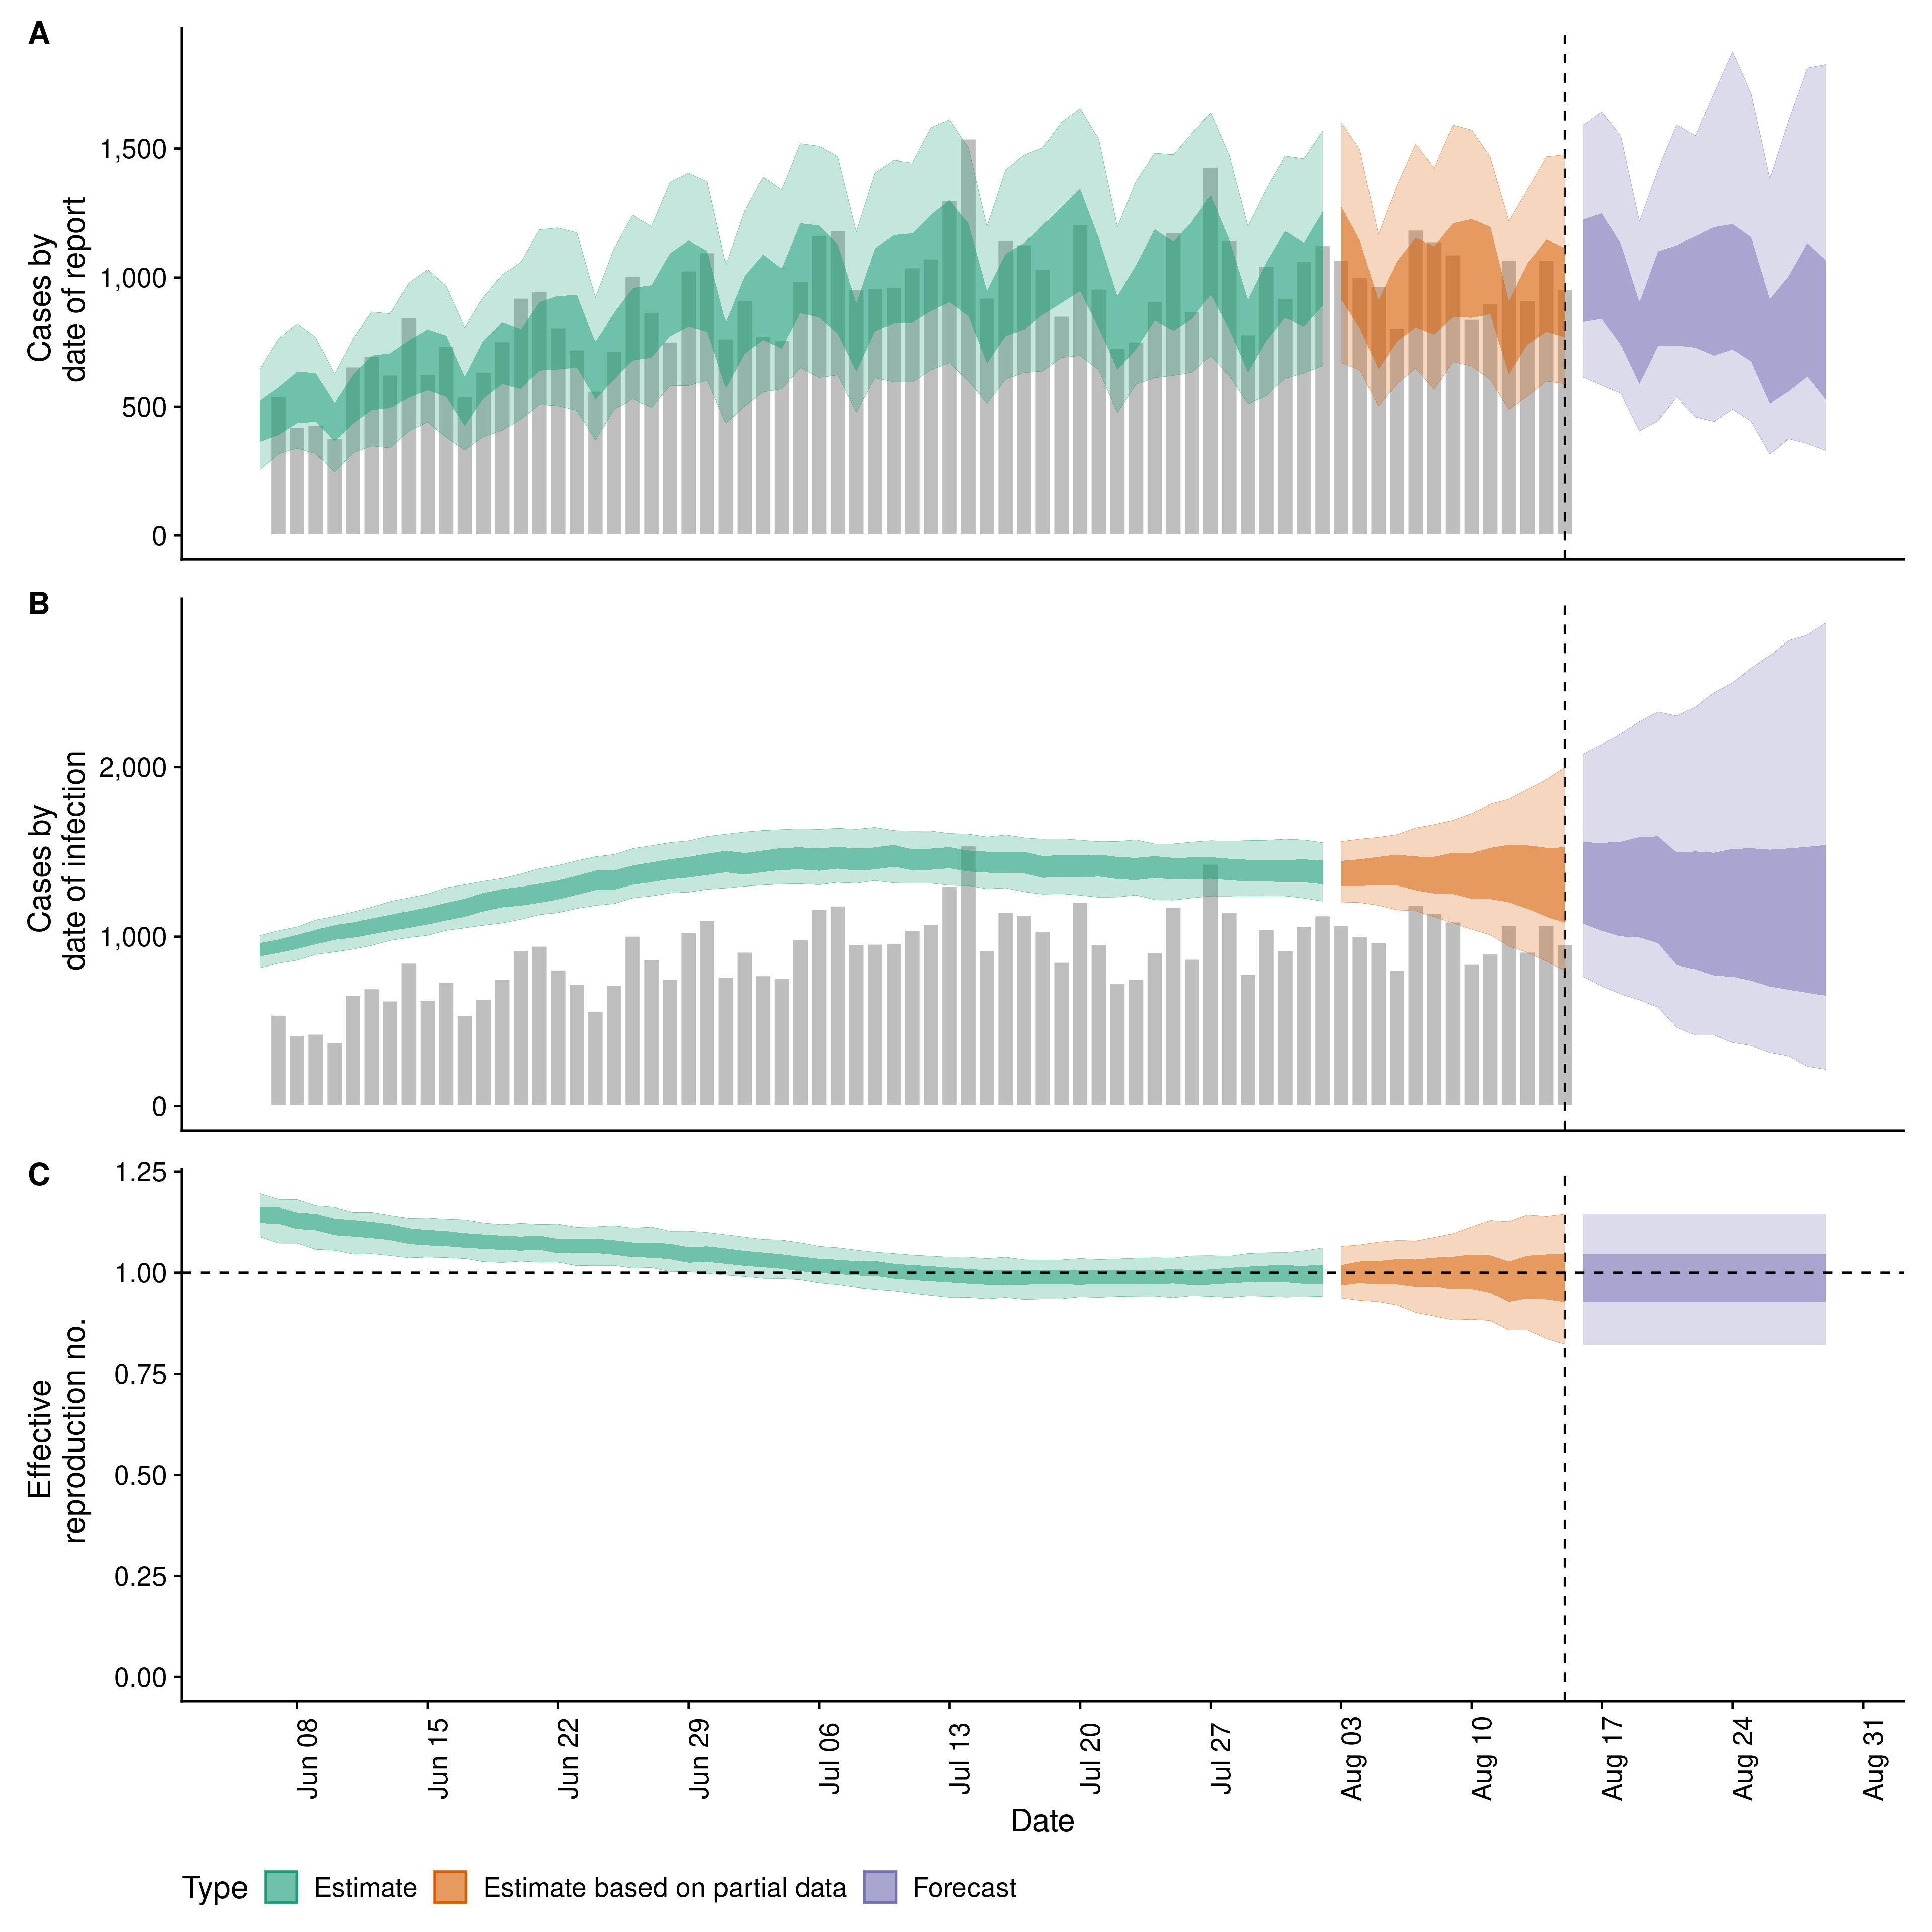 A
Cases by
date of report
1,500
1,000
500
0
B
Cases by
date of infection
2,000
1,000
0
C
Effective
reproduction no.
1.25
1.00
0.75
0.50
0.25
0.00
Jun 08
Jun 15
Jun 22
Jun 29
Jul 06
Jul 13
Jul 20
Jul 27
Aug 03
Aug 10
Aug 17
Aug 24
Aug 31
Date
Type Estimate Estimate based on partial data Forecast